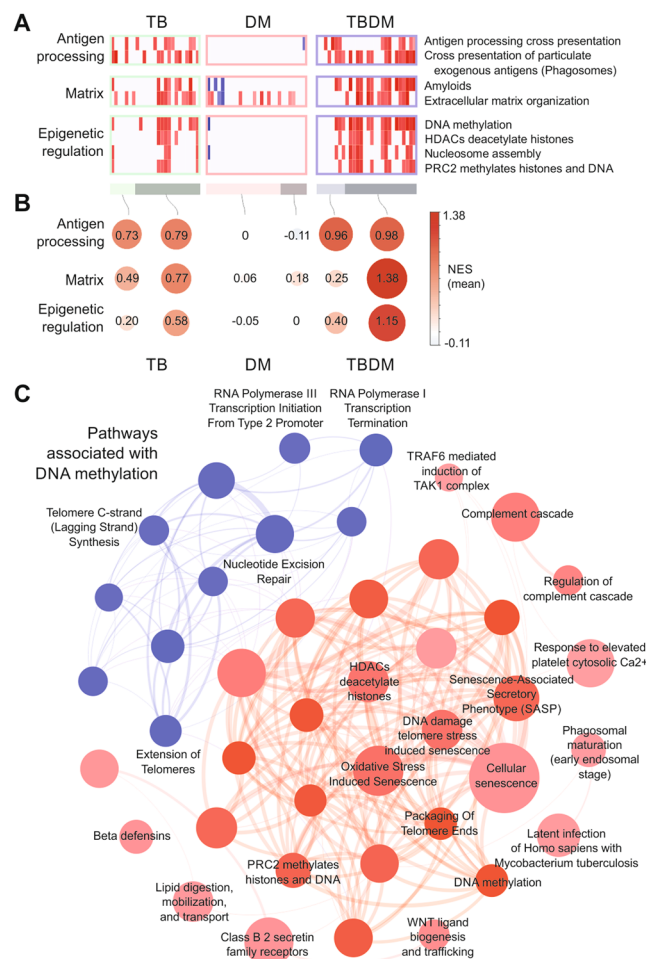 A
TB
DM
TBDM
Antigen
processing
Matrix
Epigenetic
regulation
Antigen processing cross presentation
Cross presentation of particulate
exogenous antigens (Phagosomes)
Amyloids
Extracellular matrix organization
DNA methylation
HDACs deacetylate histones
Nucleosome assembly
PRC2 methylates histones and DNA
B
Antigen
processing
0.73
0.79
0
-0.11
0.96
0.98
Matrix
0.49
0.77
0.06
0.18
0.25
1.38
Epigenetic
regulation
0.20
0.58
-0.05
0
0.40
1.15
1.38
NES
(mean)
-0.11
TB
DM
TBDM
C
Pathways
associated with
DNA methylation
RNA Polymerase III
Transcription Initiation
From Type 2 Promoter
RNA Polymerase I
Transcription
Termination
TRAF6 mediated
induction of
TAK1 complex
Complement cascade
Telomere C-strand
(Lagging Strand)
Synthesis
Nucleotide Excision
Repair
Regulation of
complement cascade
Response to elevated
platelet cytosolic Ca2+
HDACs
deacetylate
histones
Senescence-Associated
Secretory
Phenotype (SASP)
DNA damage
telomere stress
induced senescence
Phagosomal
maturation
(early endosomal
stage)
Extension of
Telomeres
Oxidative Stress
Induced Senescence
Cellular
senescence
Beta defensins
Packaging Of
Telomere Ends
Latent infection
of Homo sapiens with
Mycobacterium tuberculosis
PRC2 methylates
histones and DNA
DNA methylation
Lipid digestion,
mobilization,
and transport
Class B 2 secretin
family receptors
WNT ligand
biogenesis
and trafficking